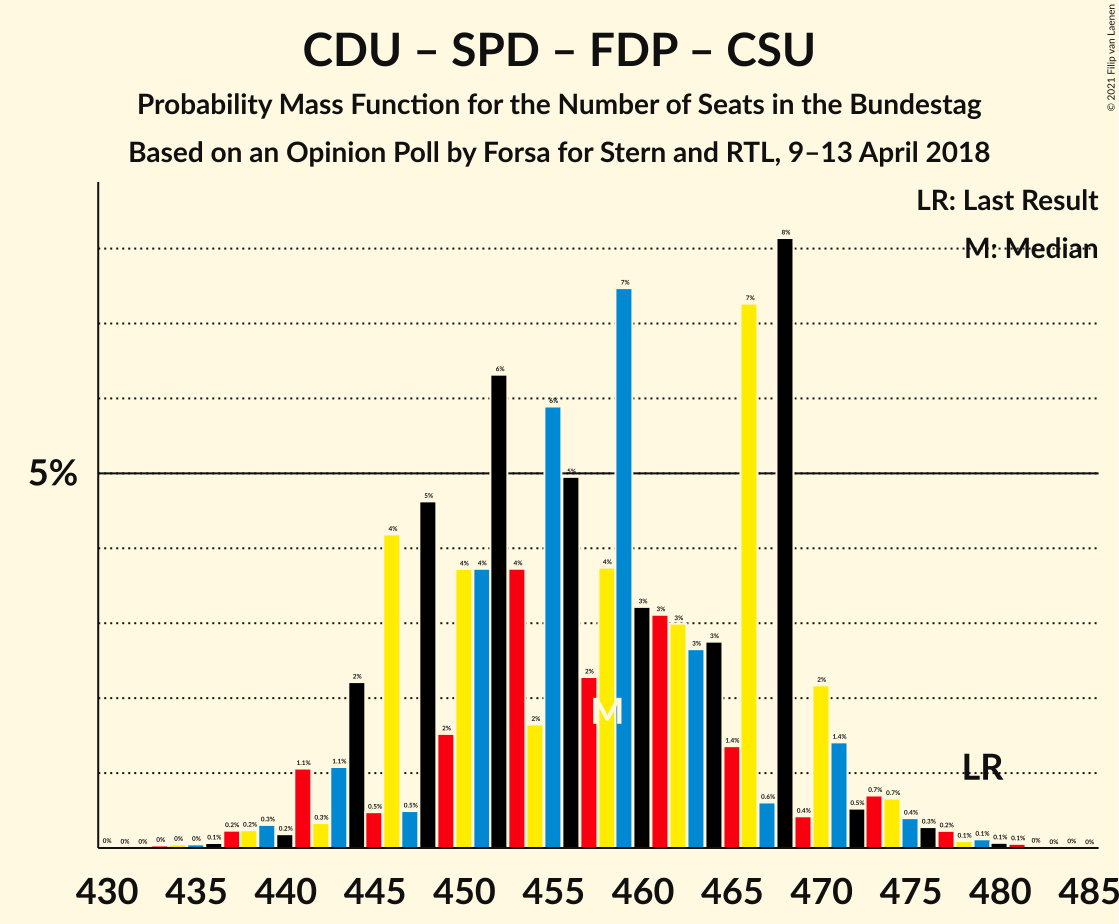 CDU – SPD – FDP – CSU
Probability Mass Function for the Number of Seats in the Bundestag
Based on an Opinion Poll by Forsa for Stern and RTL, 9–13 April 2018
© 2021 Filip van Laenen
LR: Last Result
M: Median
5%
0% 0% 0% 0% 0% 0% 0.1% 0.2% 0.2% 0.3% 0.2% 1.1% 0.3% 1.1% 2% 0.5% 4% 0.5% 5% 2% 4% 4% 6% 4% 2% 6% 5% 2% 4% 7% 3% 3% 3% 3% 3% 1.4% 7% 0.6% 8% 0.4% 2% 1.4% 0.5% 0.7% 0.7% 0.4% 0.3% 0.2% 0.1% 0.1% 0.1% 0.1% 0% 0% 0% 0%
M
LR
430 435 440 445 450 455 460 465 470 475 480 485